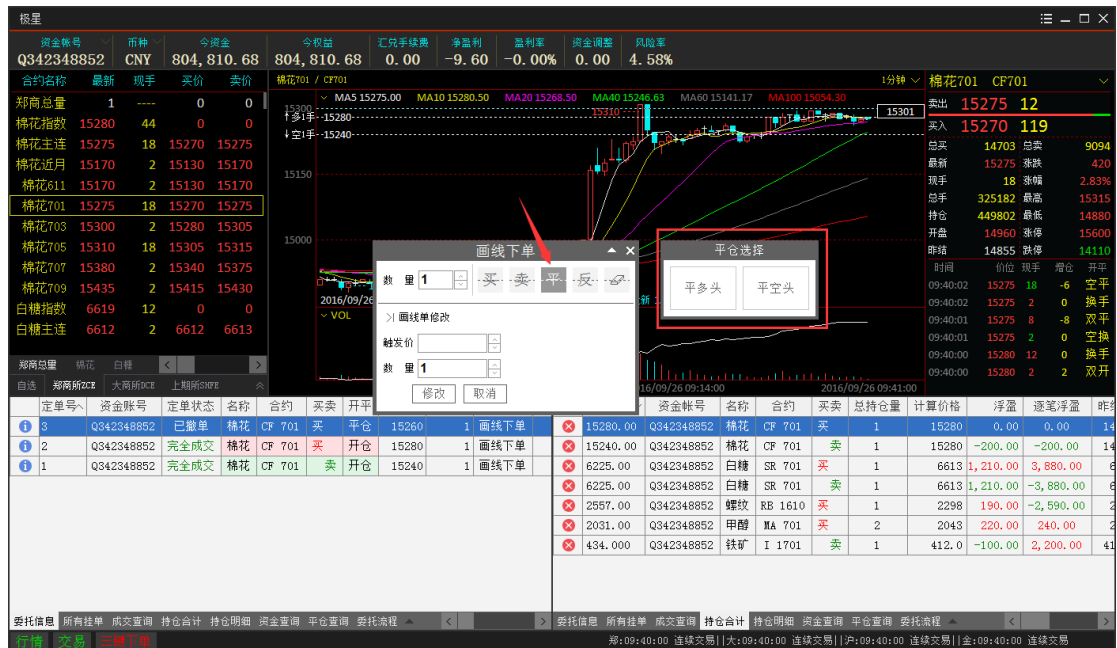 极星
资金帐号 币种 今资金 今权益 汇兑手续费 净盈利 盈利率 资金调整 风险率
Q342348852 CNY 804,810.68 804,810.68 0.00 -9.60 -0.00% 0.00 4.58%
合约名称 最新 现手 买价 卖价
郑商总量 1 ---- 0 0
棉花指数 15280 44 0 0
棉花主连 15275 18 15270 15275
棉花近月 15170 2 15130 15170
棉花611 15170 2 15130 15170
棉花701 15275 18 15270 15275
棉花703 15300 2 15280 15305
棉花705 15310 18 15305 15315
棉花707 15380 2 15340 15375
棉花709 15435 2 15415 15430
白糖指数 6619 12 0 0
白糖主连 6612 2 6612 6613
郑商总量 棉花 白糖
自选 郑商所ZCE 大商所DCE 上期所SHFE
棉花701 / CF701 1分钟
MA5 15275.00 MA10 15280.50 MA20 15268.50 MA40 15246.63 MA60 15141.17 MA100 15054.30
15300 15310 15301
多1手 15280
空1手 15240
15150
15000
2016/09/26
VOL
16/09/26 09:14:00 2016/09/26 09:41:00
画线下单
数 量 1 买 卖 平 反
画线单修改
触发价
数 量 1
修改 取消
平仓选择
平多头 平空头
棉花701 CF701
卖出 15275 12
买入 15270 119
总买 14703 总卖 9094
最新 15275 涨跌 420
现手 18 涨幅 2.83%
总手 325182 最高 15315
持仓 449802 最低 14880
开盘 14960 涨停 15600
昨结 14855 跌停 14110
时间 价位 现手 增仓 开平
09:40:02 15275 18 -6 空平
09:40:02 15275 2 0 换手
09:40:01 15275 8 -8 双平
09:40:01 15275 2 0 空换
09:40:00 15280 12 0 换手
09:40:00 15280 2 2 双开
定单号 资金账号 定单状态 名称 合约 买卖 开平
3 Q342348852 已撤单 棉花 CF 701 买 平仓 15260 1 画线下单
2 Q342348852 完全成交 棉花 CF 701 买 开仓 15280 1 画线下单
1 Q342348852 完全成交 棉花 CF 701 卖 开仓 15240 1 画线下单
资金帐号 名称 合约 买卖 总持仓量 计算价格 浮盈 逐笔浮盈 昨结
15280.00 Q342348852 棉花 CF 701 买 1 15280 0.00 0.00 14
15240.00 Q342348852 棉花 CF 701 卖 1 15280 -200.00 -200.00 14
6225.00 Q342348852 白糖 SR 701 买 1 6613 1,210.00 3,880.00 6
6225.00 Q342348852 白糖 SR 701 卖 1 6613 1,210.00 -3,880.00 6
2557.00 Q342348852 螺纹 RB 1610 买 1 2298 190.00 -2,590.00 2
2031.00 Q342348852 甲醇 MA 701 买 2 2043 220.00 240.00 2
434.000 Q342348852 铁矿 I 1701 卖 1 412.0 -100.00 2,200.00 41
委托信息 所有挂单 成交查询 持仓合计 持仓明细 资金查询 平仓查询 委托流程
委托信息 所有挂单 成交查询 持仓合计 持仓明细 资金查询 平仓查询 委托流程
行情 交易 三键下单
郑:09:40:00 连续交易||大:09:40:00 连续交易||沪:09:40:00 连续交易||金:09:40:00 连续交易